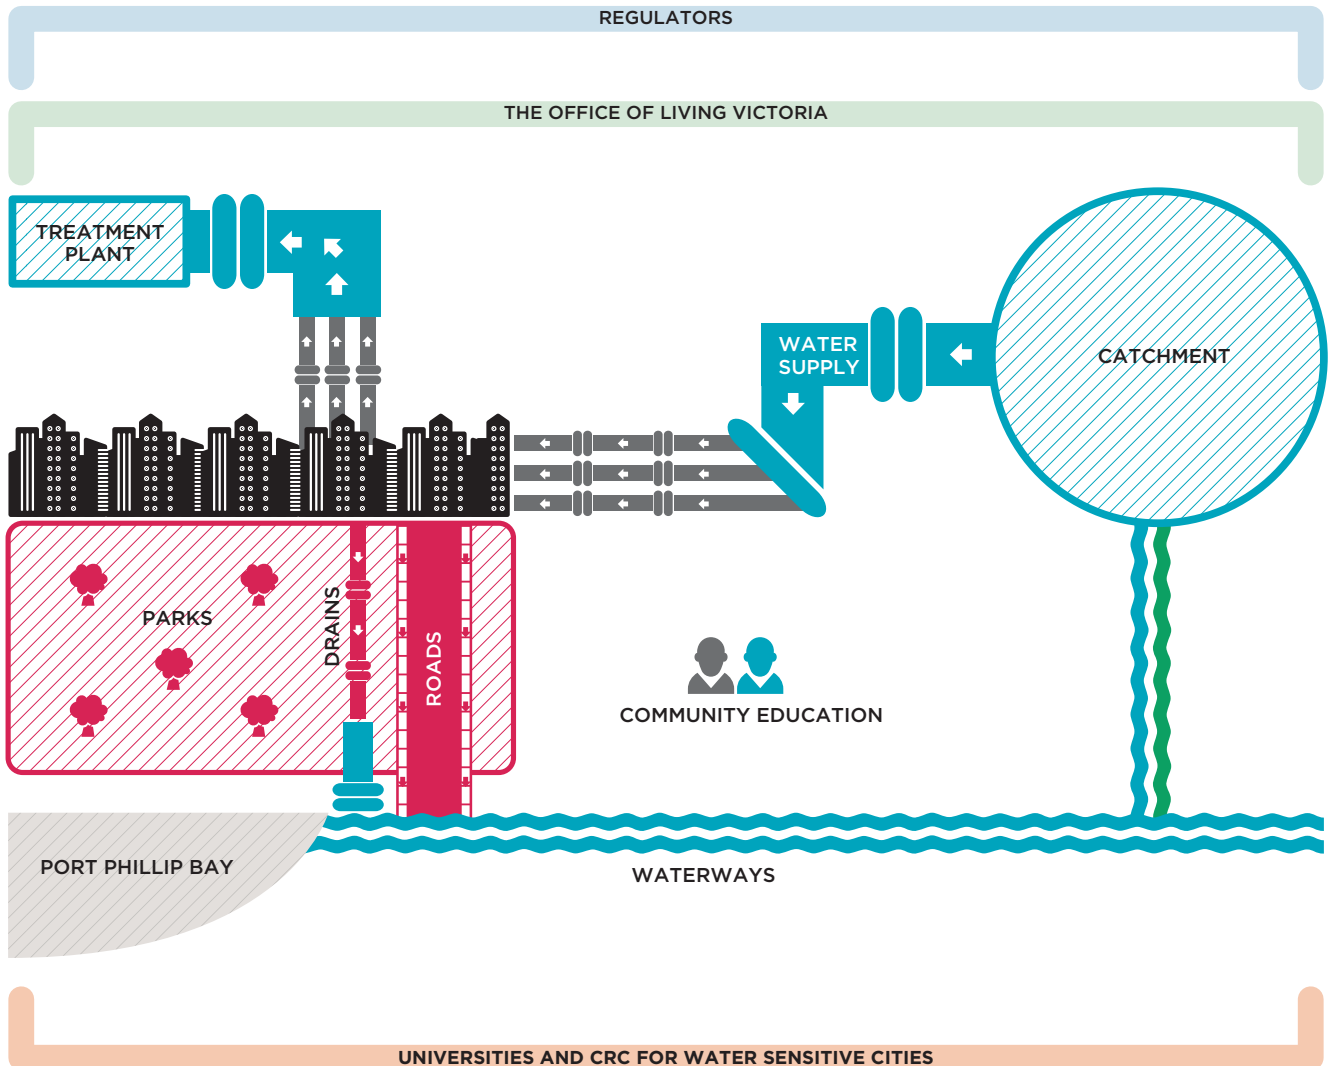 REGULATORS
THE OFFICE OF LIVING VICTORIA
TREATMENT
PLANT
WATER
SUPPLY
CATCHMENT
PARKS
DRAINS
ROADS
COMMUNITY EDUCATION
PORT PHILLIP BAY
WATERWAYS
UNIVERSITIES AND CRC FOR WATER SENSITIVE CITIES